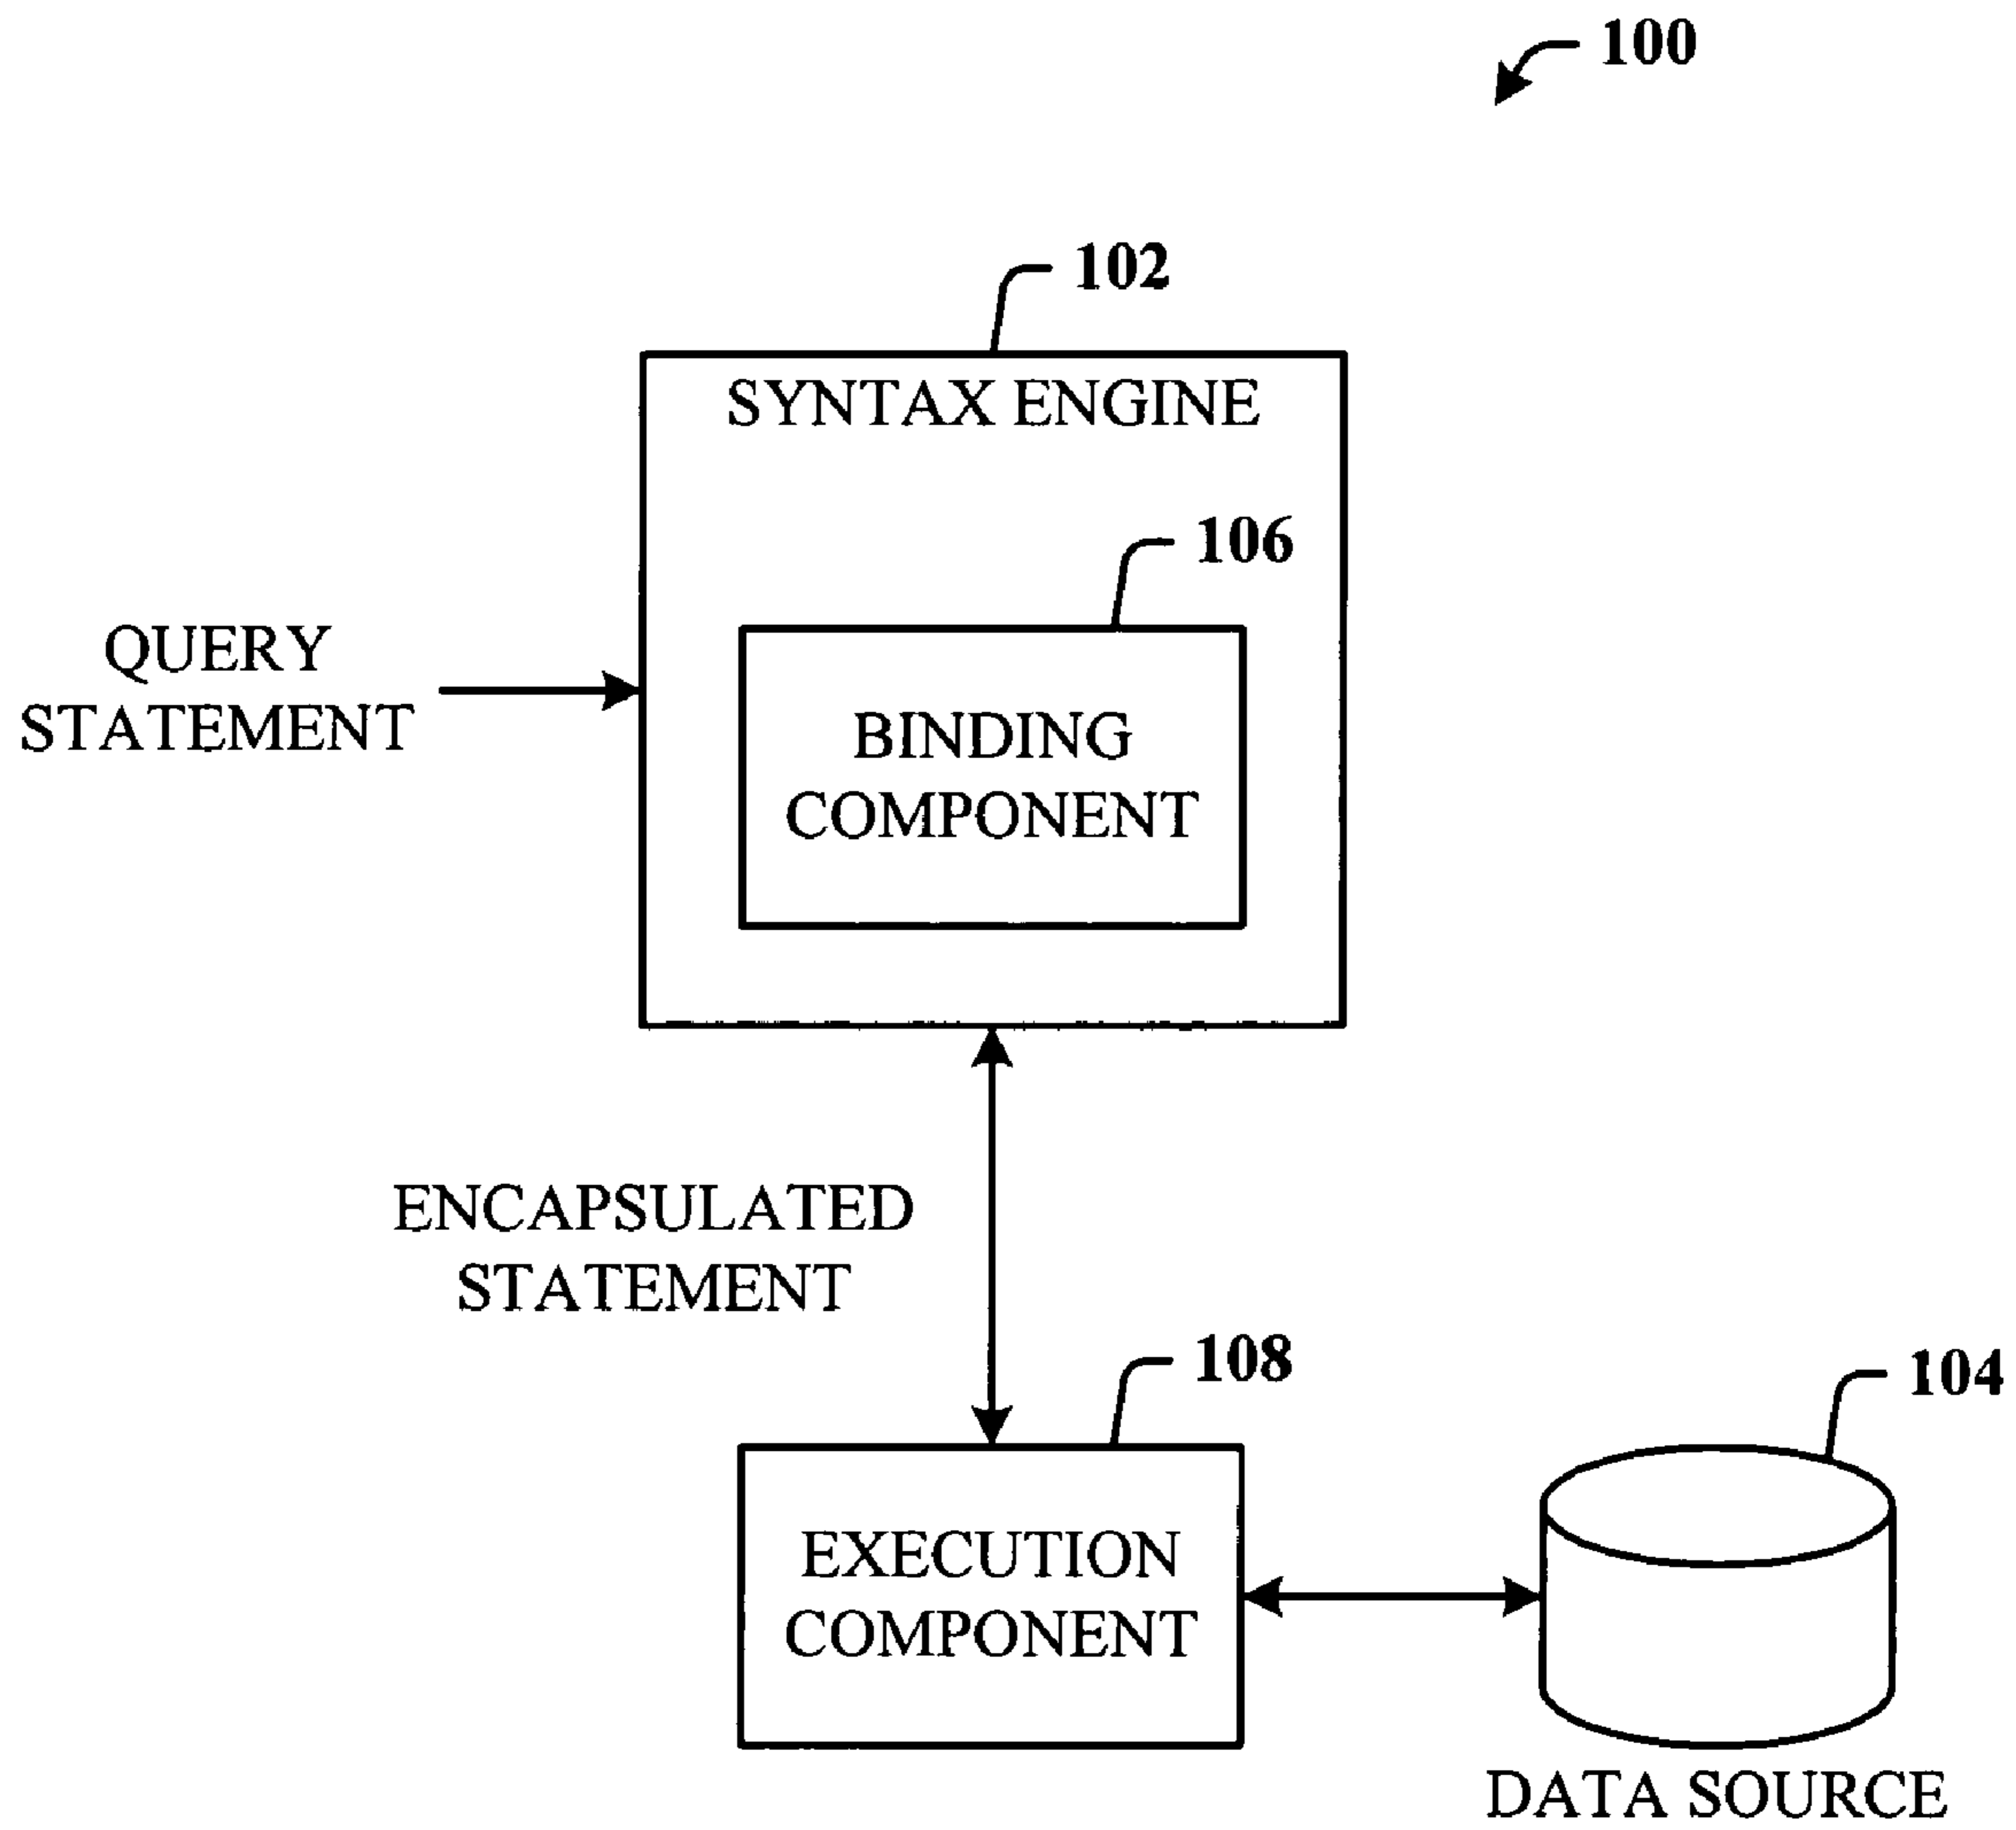 100
102
SYNTAX ENGINE
106
QUERY
STATEMENT
BINDING
COMPONENT
ENCAPSULATED
STATEMENT
108
104
EXECUTION
COMPONENT
DATA SOURCE